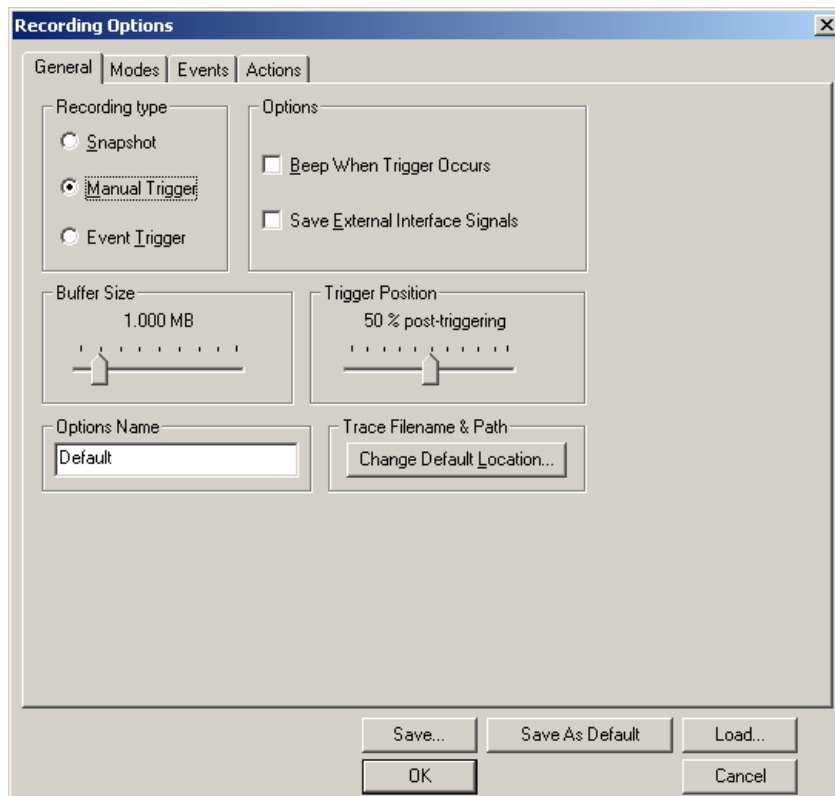 Recording Options
General
Modes
Events
Actions
Recording type
Snapshot
Manual Trigger
Event Trigger
Options
Beep When Trigger Occurs
Save External Interface Signals
Buffer Size
1.000 MB
Trigger Position
50 % post-triggering
Options Name
Default
Trace Filename & Path
Change Default Location...
Save...
Save As Default
Load...
OK
Cancel